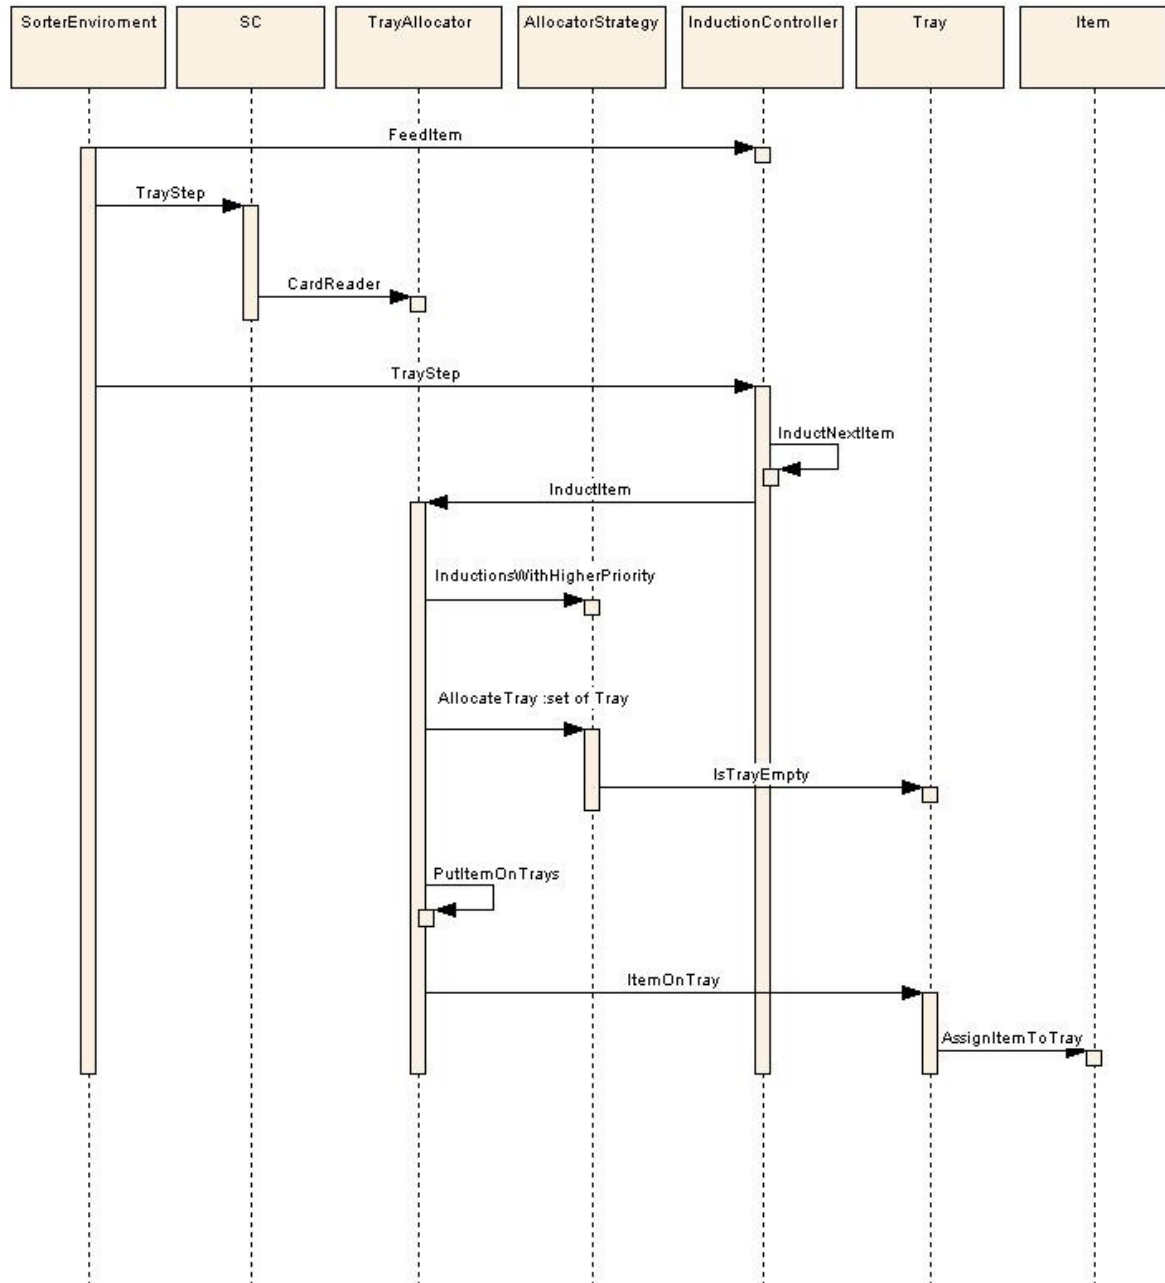 SorterEnviroment
SC
TrayAllocator
AllocatorStrategy
InductionController
Tray
Item
FeedItem
TrayStep
CardReader
TrayStep
InductNextItem
InductItem
InductionsWithHigherPriority
AllocateTray :set of Tray
IsTrayEmpty
PutItemOnTrays
ItemOnTray
AssignItemToTray